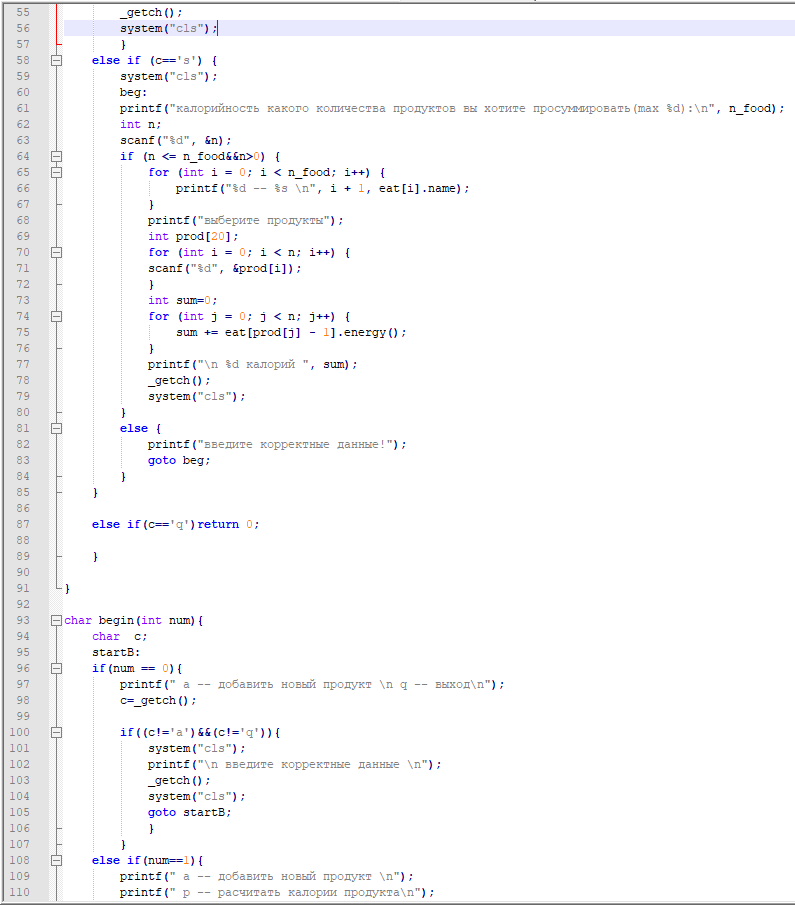 55 _getch();
56 system("cls");
57 }
58 else if (c=='s') {
59 system("cls");
60 beg:
61 printf("калорийность какого количества продуктов вы хотите просуммировать(max %d):\n", n_food);
62 int n;
63 scanf("%d", &n);
64 if (n <= n_food&&n>0) {
65 for (int i = 0; i < n_food; i++) {
66 printf("%d -- %s \n", i + 1, eat[i].name);
67 }
68 printf("выберите продукты");
69 int prod[20];
70 for (int i = 0; i < n; i++) {
71 scanf("%d", &prod[i]);
72 }
73 int sum=0;
74 for (int j = 0; j < n; j++) {
75 sum += eat[prod[j] - 1].energy();
76 }
77 printf("\n %d калорий ", sum);
78 _getch();
79 system("cls");
80 }
81 else {
82 printf("введите корректные данные!");
83 goto beg;
84 }
85 }
86
87 else if(c=='q')return 0;
88
89 }
90
91 }
92
93 char begin(int num){
94 char  c;
95 startB:
96 if(num == 0){
97 printf(" a -- добавить новый продукт \n q -- выход\n");
98 c=_getch();
99
100 if((c!='a')&&(c!='q')){
101 system("cls");
102 printf("\n введите корректные данные \n");
103 _getch();
104 system("cls");
105 goto startB;
106 }
107 }
108 else if(num==1){
109 printf(" a -- добавить новый продукт \n");
110 printf(" p -- расчитать калории продукта\n");